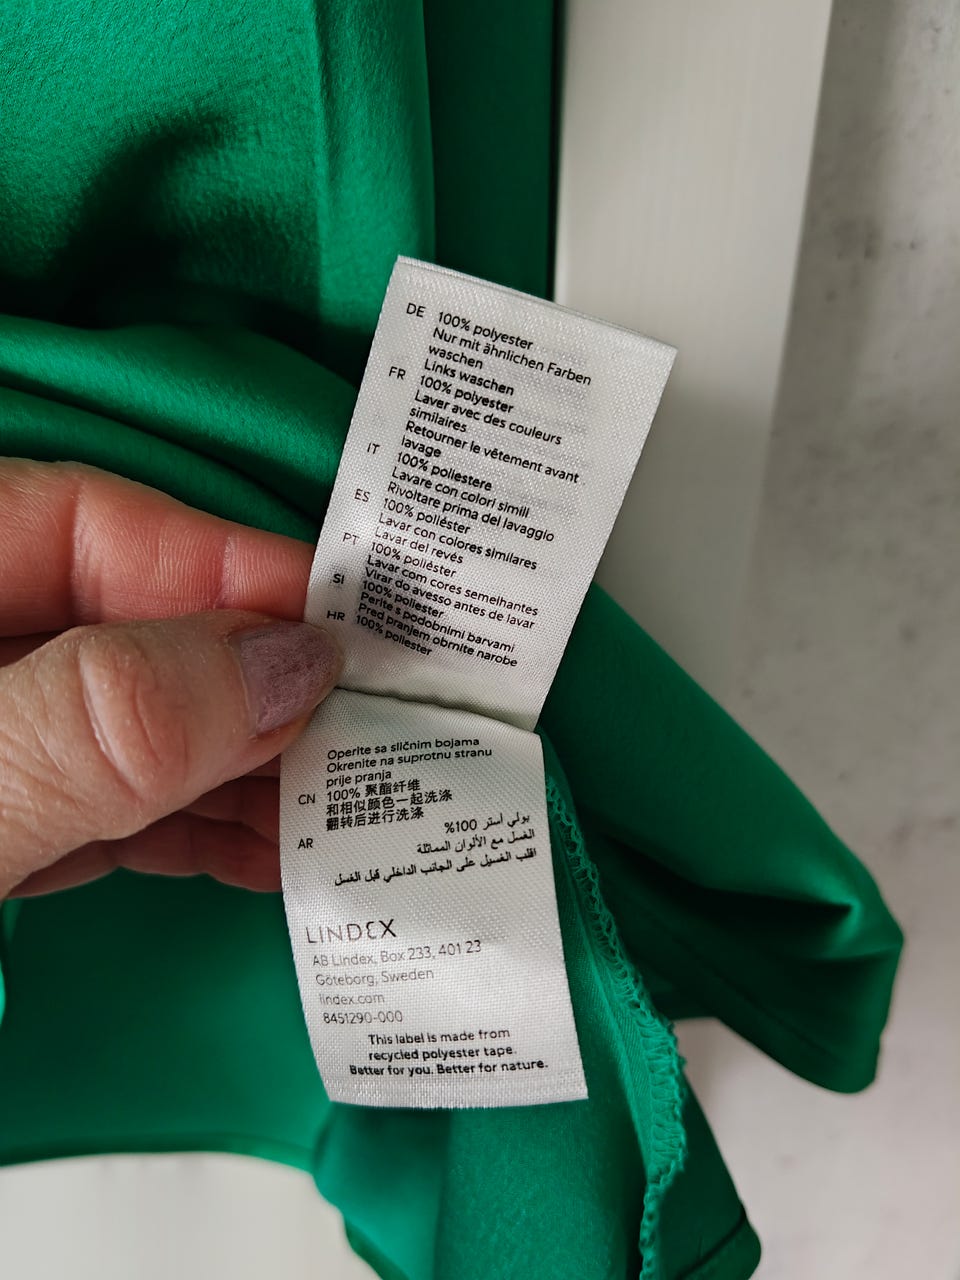 DE 100% polyester
Nur mit ähnlichen Farben
waschen
Links waschen
FR 100% polyester
Laver avec des couleurs
similaires
Retourner le vêtement avant
lavage
IT 100% poliestere
Lavare con colori simili
Rivoltare prima del lavaggio
ES 100% poliéster
Lavar con colores similares
Lavar del revés
PT 100% poliéster
Lavar com cores semelhantes
Virar do avesso antes de lavar
SI 100% poliester
Perite s podobnimi barvami
Pred pranjem obrnite narobe
HR 100% poliester
Operite sa sličnim bojama
Okrenite na suprotnu stranu
prije pranja
CN 100% 聚酯纤维
和相似颜色一起洗涤
翻转后进行洗涤
AR بولي أستر 100%
الغسل مع الألوان المماثلة
اقلب الغسيل على الجانب الداخلي قبل الغسل
LINDEX
AB Lindex, Box 233, 401 23
Göteborg, Sweden
lindex.com
8451290-000
This label is made from
recycled polyester tape.
Better for you. Better for nature.